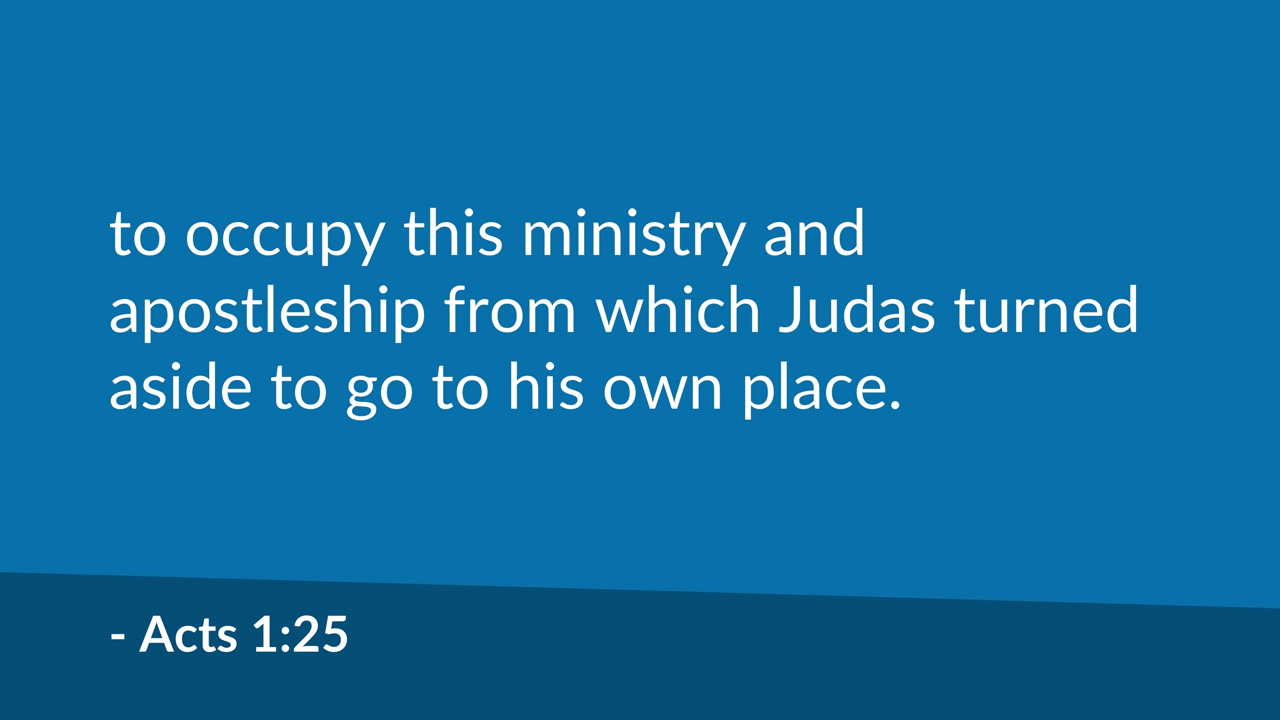 to occupy this ministry and
apostleship from which Judas turned
aside to go to his own place.
- Acts 1:25